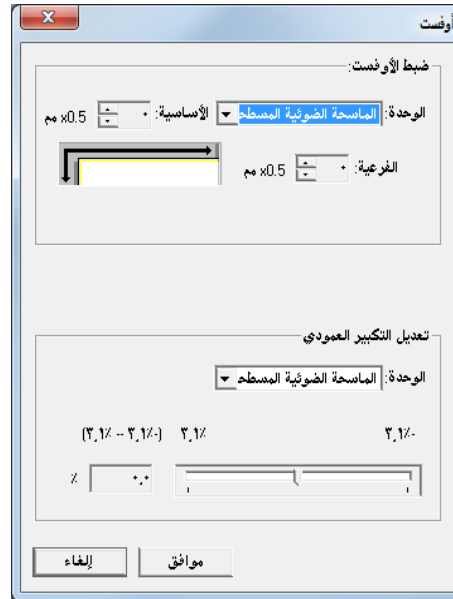 أوفست
ضبط الأوفست:
الوحدة: الماسحة الضوئية المسطح الأساسية: ٠ x0.5 مم
الفرعية: ٠ x0.5 مم
تعديل التكبير العمودي
الوحدة: الماسحة الضوئية المسطح
-٣٫١٪ ٣٫١٪ (-٣٫١٪ -- ٣٫١٪)
٠٫٠ ٪
موافق إلغاء